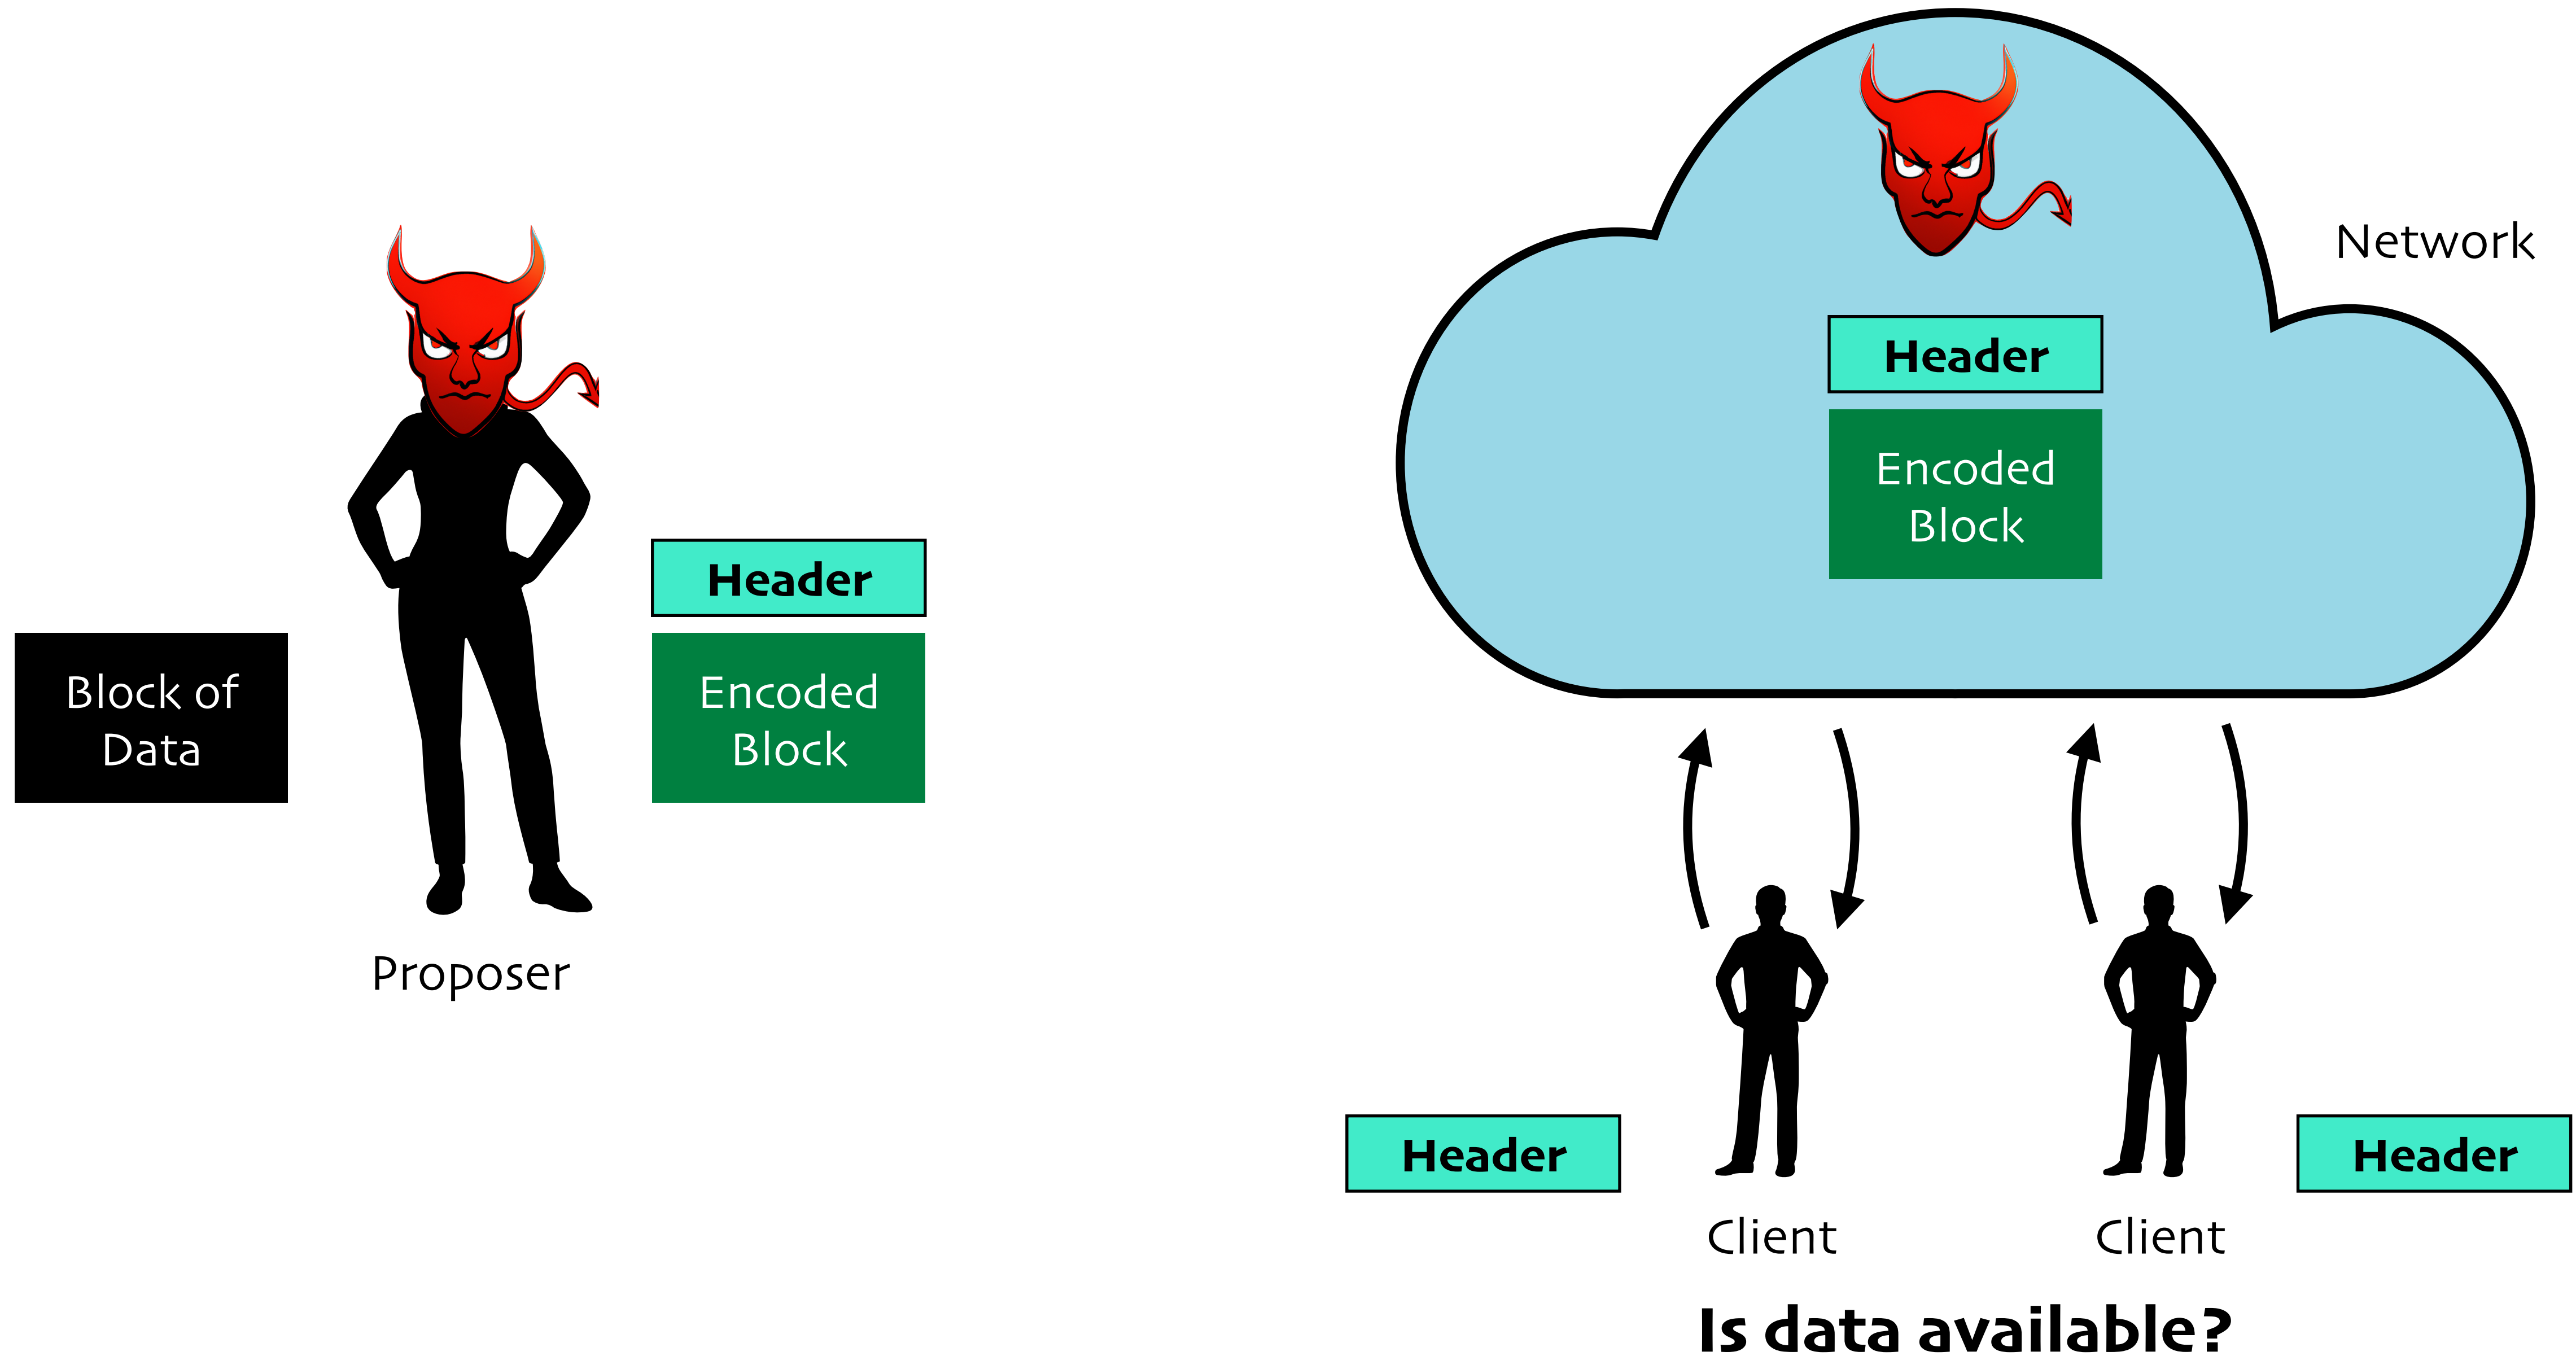 Network
Header
Encoded
Block
Header
Block of
Data
Encoded
Block
Proposer
Header
Header
Client
Client
Is data available?